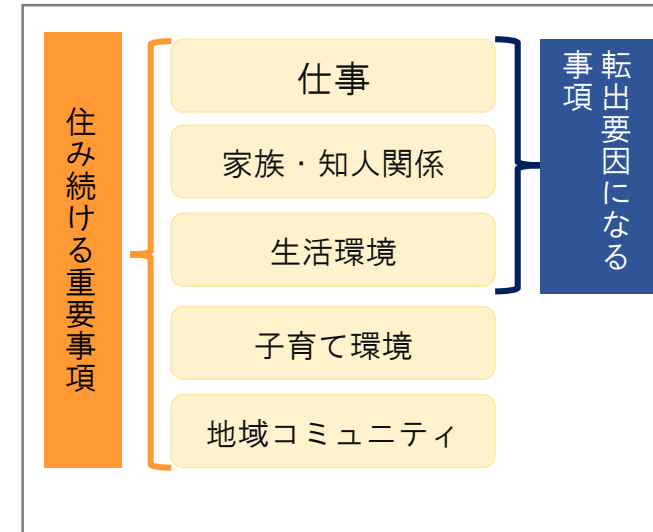 住み続ける重要事項
仕事
家族・知人関係
生活環境
子育て環境
地域コミュニティ
転出要因になる
事項